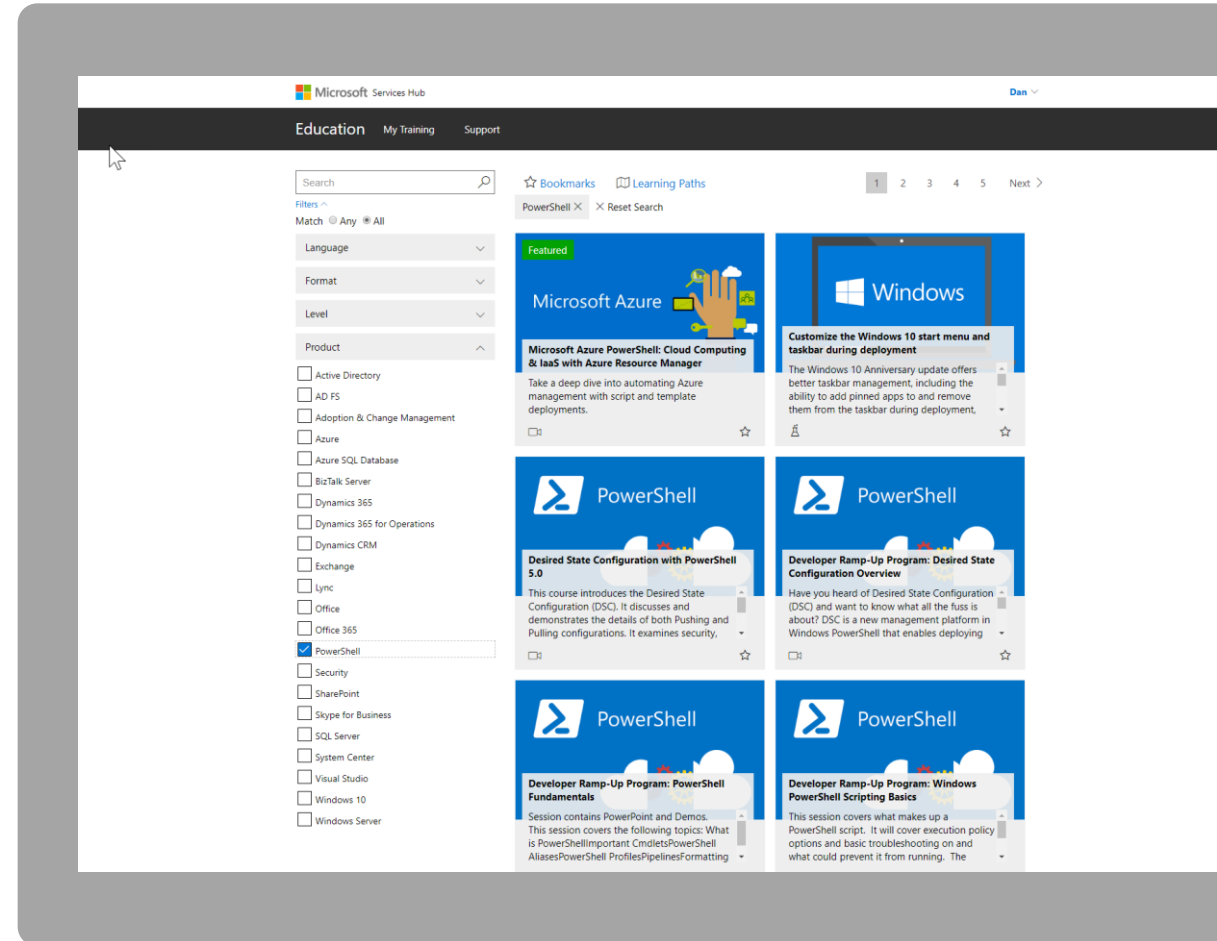 Microsoft Services Hub
Dan
Education My Training Support
Search
Filters
Match Any All
Language
Format
Level
Product
Active Directory
AD FS
Adoption & Change Management
Azure
Azure SQL Database
BizTalk Server
Dynamics 365
Dynamics 365 for Operations
Dynamics CRM
Exchange
Lync
Office
Office 365
PowerShell
Security
SharePoint
Skype for Business
SQL Server
System Center
Visual Studio
Windows 10
Windows Server
Bookmarks Learning Paths
1 2 3 4 5 Next
PowerShell Reset Search
Featured
Microsoft Azure
Microsoft Azure PowerShell: Cloud Computing
& IaaS with Azure Resource Manager
Take a deep dive into automating Azure
management with script and template
deployments.
Windows
Customize the Windows 10 start menu and
taskbar during deployment
The Windows 10 Anniversary update offers
better taskbar management, including the
ability to add pinned apps to and remove
them from the taskbar during deployment,
PowerShell
Desired State Configuration with PowerShell
5.0
This course introduces the Desired State
Configuration (DSC). It discusses and
demonstrates the details of both Pushing and
Pulling configurations. It examines security,
PowerShell
Developer Ramp-Up Program: Desired State
Configuration Overview
Have you heard of Desired State Configuration
(DSC) and want to know what all the fuss is
about? DSC is a new management platform in
Windows PowerShell that enables deploying
PowerShell
Developer Ramp-Up Program: PowerShell
Fundamentals
Session contains PowerPoint and Demos.
This session covers the following topics: What
is PowerShellImportant CmdletsPowerShell
AliasesPowerShell ProfilesPipelinesFormatting
PowerShell
Developer Ramp-Up Program: Windows
PowerShell Scripting Basics
This session covers what makes up a
PowerShell script. It will cover execution policy
options and basic troubleshooting on and
what could prevent it from running. The